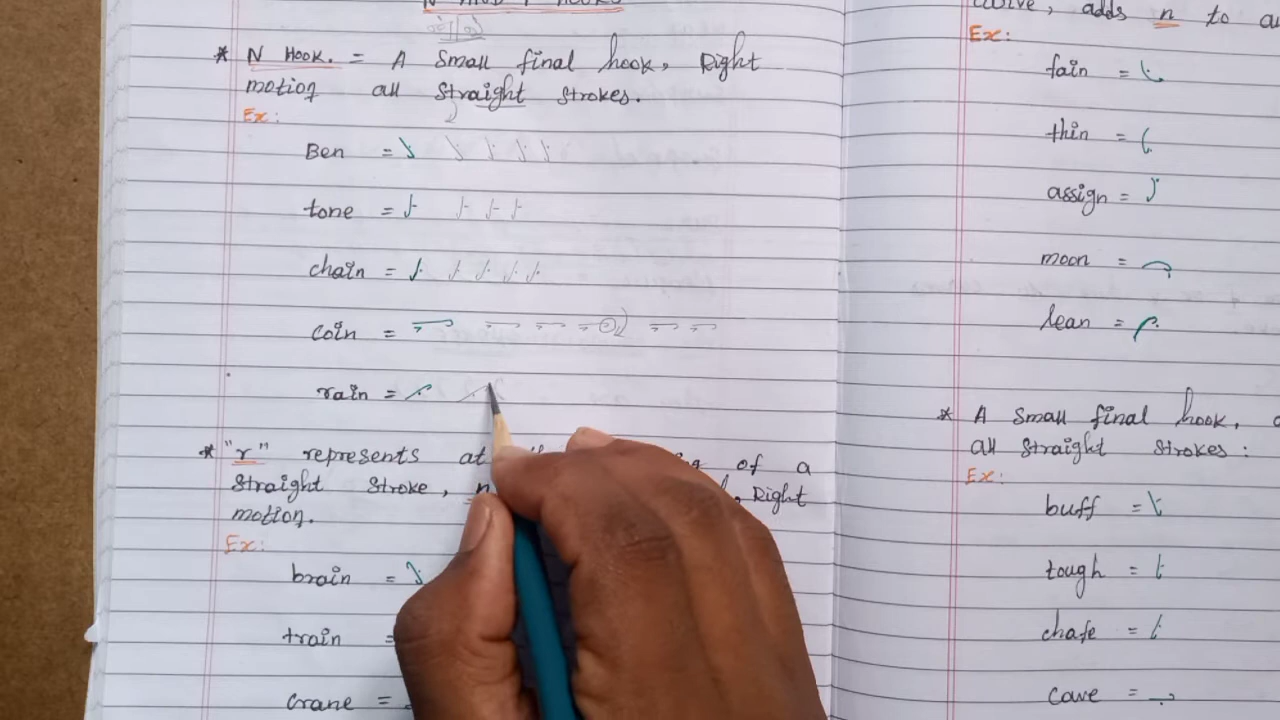 * N Hook. = A Small final hook, Right
motion all Straight Strokes.
Ex:
Ben =
tone =
chain =
coin =
rain =
* "r" represents at of a
Straight Stroke, n Right
motion.
Ex:
brain =
train =
crane =
adds n to
Ex:
fain =
thin =
assign =
moon =
lean =
* A Small final hook,
all Straight Strokes:
Ex:
buff =
tough =
chafe =
cave =